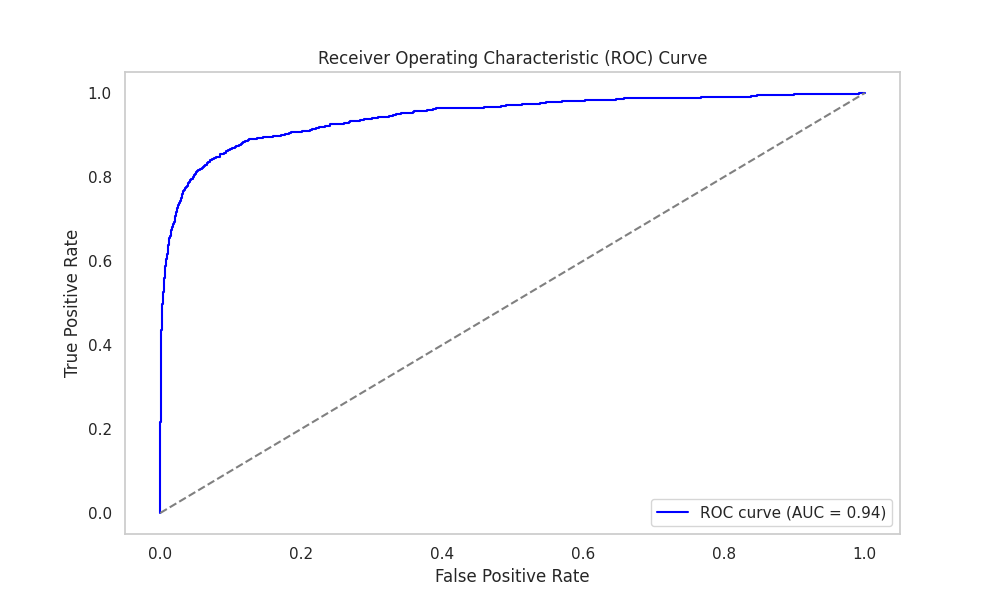 Receiver Operating Characteristic (ROC) Curve
1.0
0.8
0.6
0.4
0.2
0.0
True Positive Rate
ROC curve (AUC = 0.94)
0.0 0.2 0.4 0.6 0.8 1.0
False Positive Rate